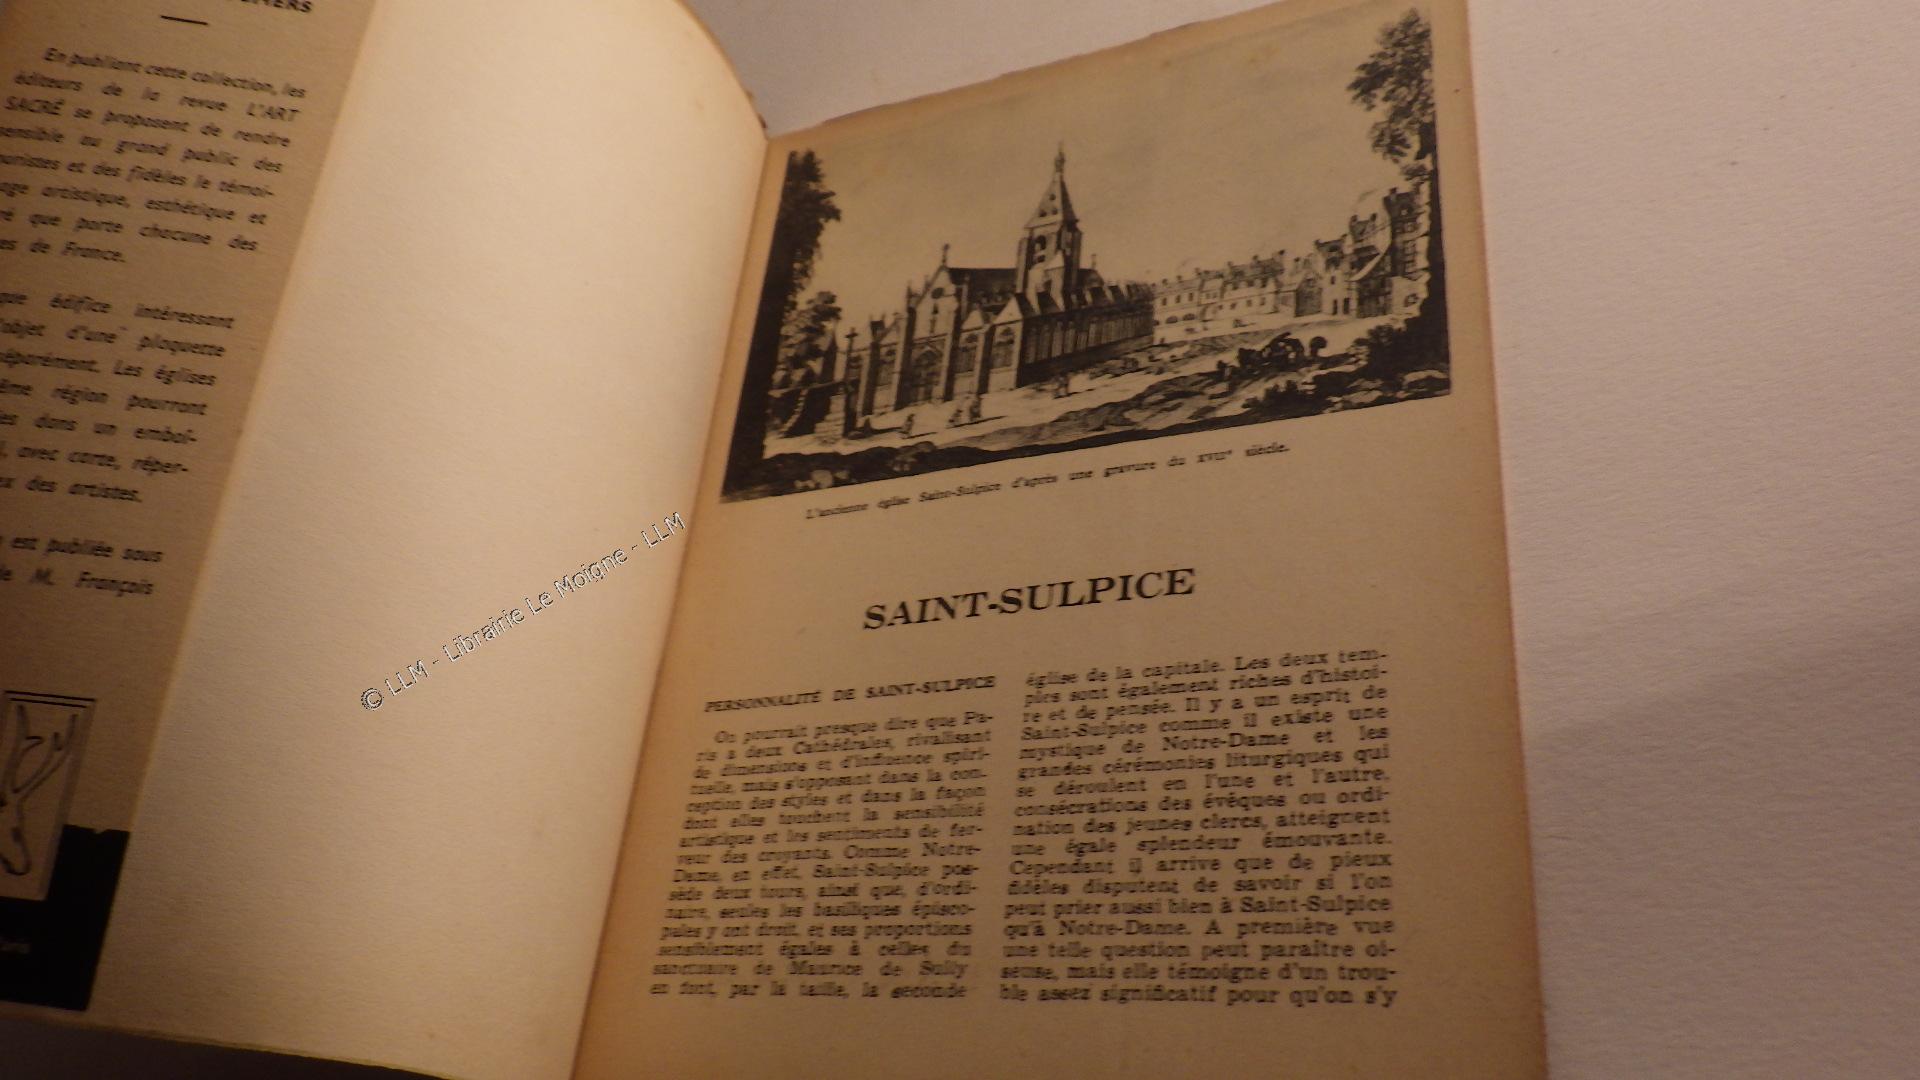 En publiant cette collection, les
éditeurs de la revue L'ART
SACRÉ se proposent de rendre
sensible au grand public des
et des fidèles le témoi-
artistique, esthétique et
que porte chacune des
de France.
édifice intéressant
d'une plaquette
séparément. Les églises
région pourront
dans un emboî-
avec carte, réper-
des artistes.
est publiée sous
M. François
© LLM - Librairie Le Moigne - LLM
L'ancienne église Saint-Sulpice d'après une gravure du XVIIe siècle.
SAINT-SULPICE
PERSONNALITÉ DE SAINT-SULPICE
On pourrait presque dire que Pa-
ris a deux Cathédrales, rivalisant
de dimensions et d'influence spiri-
tuelle, mais s'opposant dans la con-
ception des styles et dans la façon
dont elles touchent la sensibilité
artistique et les sentiments de fer-
veur des croyants. Comme Notre-
Dame, en effet, Saint-Sulpice pos-
sède deux tours, ainsi que, d'ordi-
naire, seules les basiliques épisco-
pales y ont droit, et ses proportions
sensiblement égales à celles du
sanctuaire de Maurice de Sully
en font, par la taille, la seconde
église de la capitale. Les deux tem-
ples sont également riches d'histoi-
re et de pensée. Il y a un esprit de
Saint-Sulpice comme il existe une
mystique de Notre-Dame et les
grandes cérémonies liturgiques qui
se déroulent en l'une et l'autre,
consécrations des évêques ou ordi-
nation des jeunes clercs, atteignent
une égale splendeur émouvante.
Cependant il arrive que de pieux
fidèles disputent de savoir si l'on
peut prier aussi bien à Saint-Sulpice
qu'à Notre-Dame. A première vue
une telle question peut paraître oi-
seuse, mais elle témoigne d'un trou-
ble assez significatif pour qu'on s'y